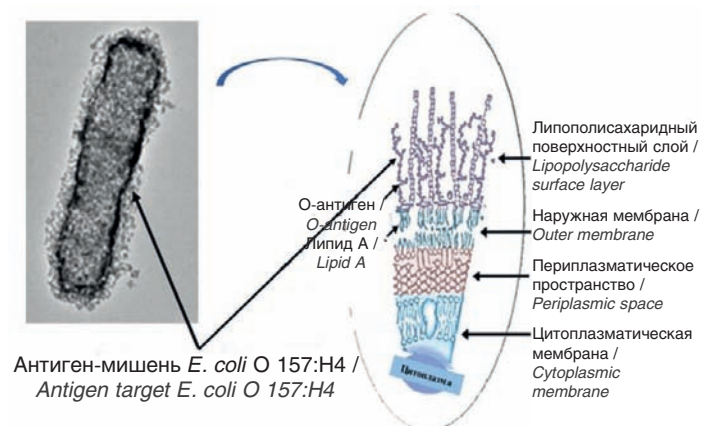 Липополисахаридный
поверхностный слой /
Lipopolysaccharide
surface layer
О-антиген /
O-antigen
Липид А /
Lipid A
Наружная мембрана /
Outer membrane
Периплазматическое
пространство /
Periplasmic space
Цитоплазматическая
мембрана /
Cytoplasmic
membrane
Цитоплазма
Антиген-мишень E. coli О 157:Н4 /
Antigen target E. coli O 157:H4